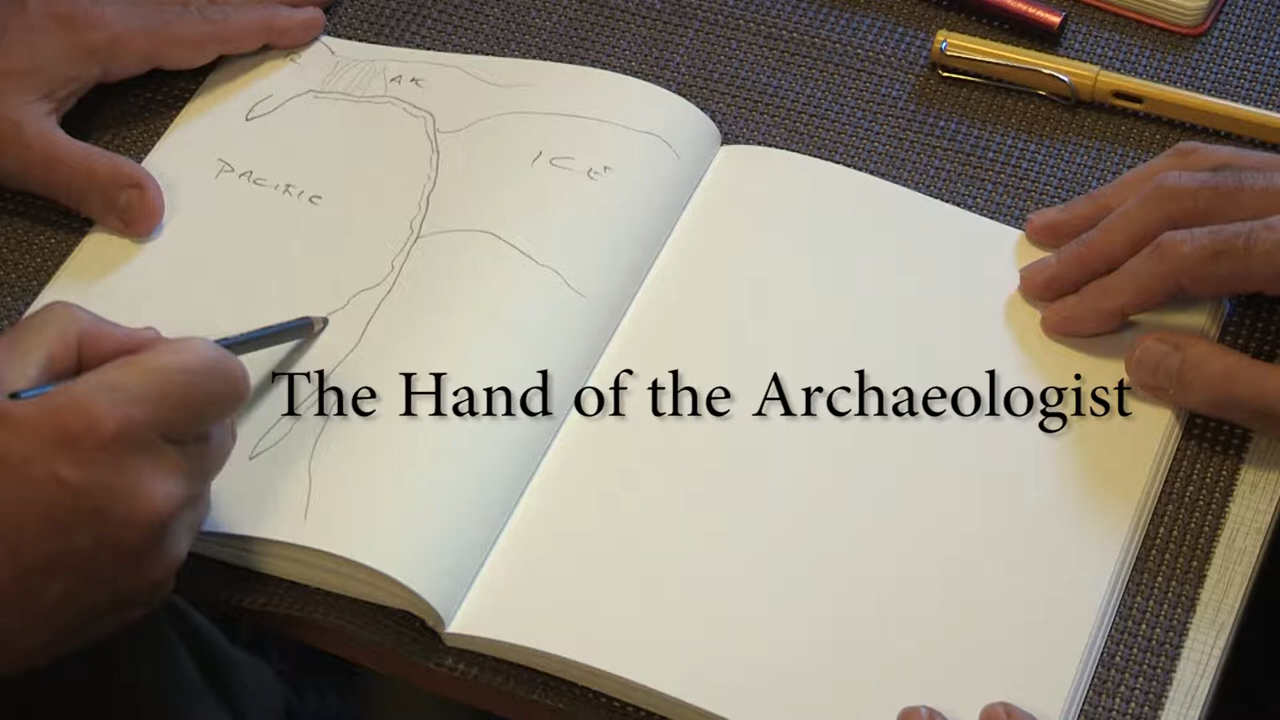 R AK
PACIFIC
ICE
The Hand of the Archaeologist